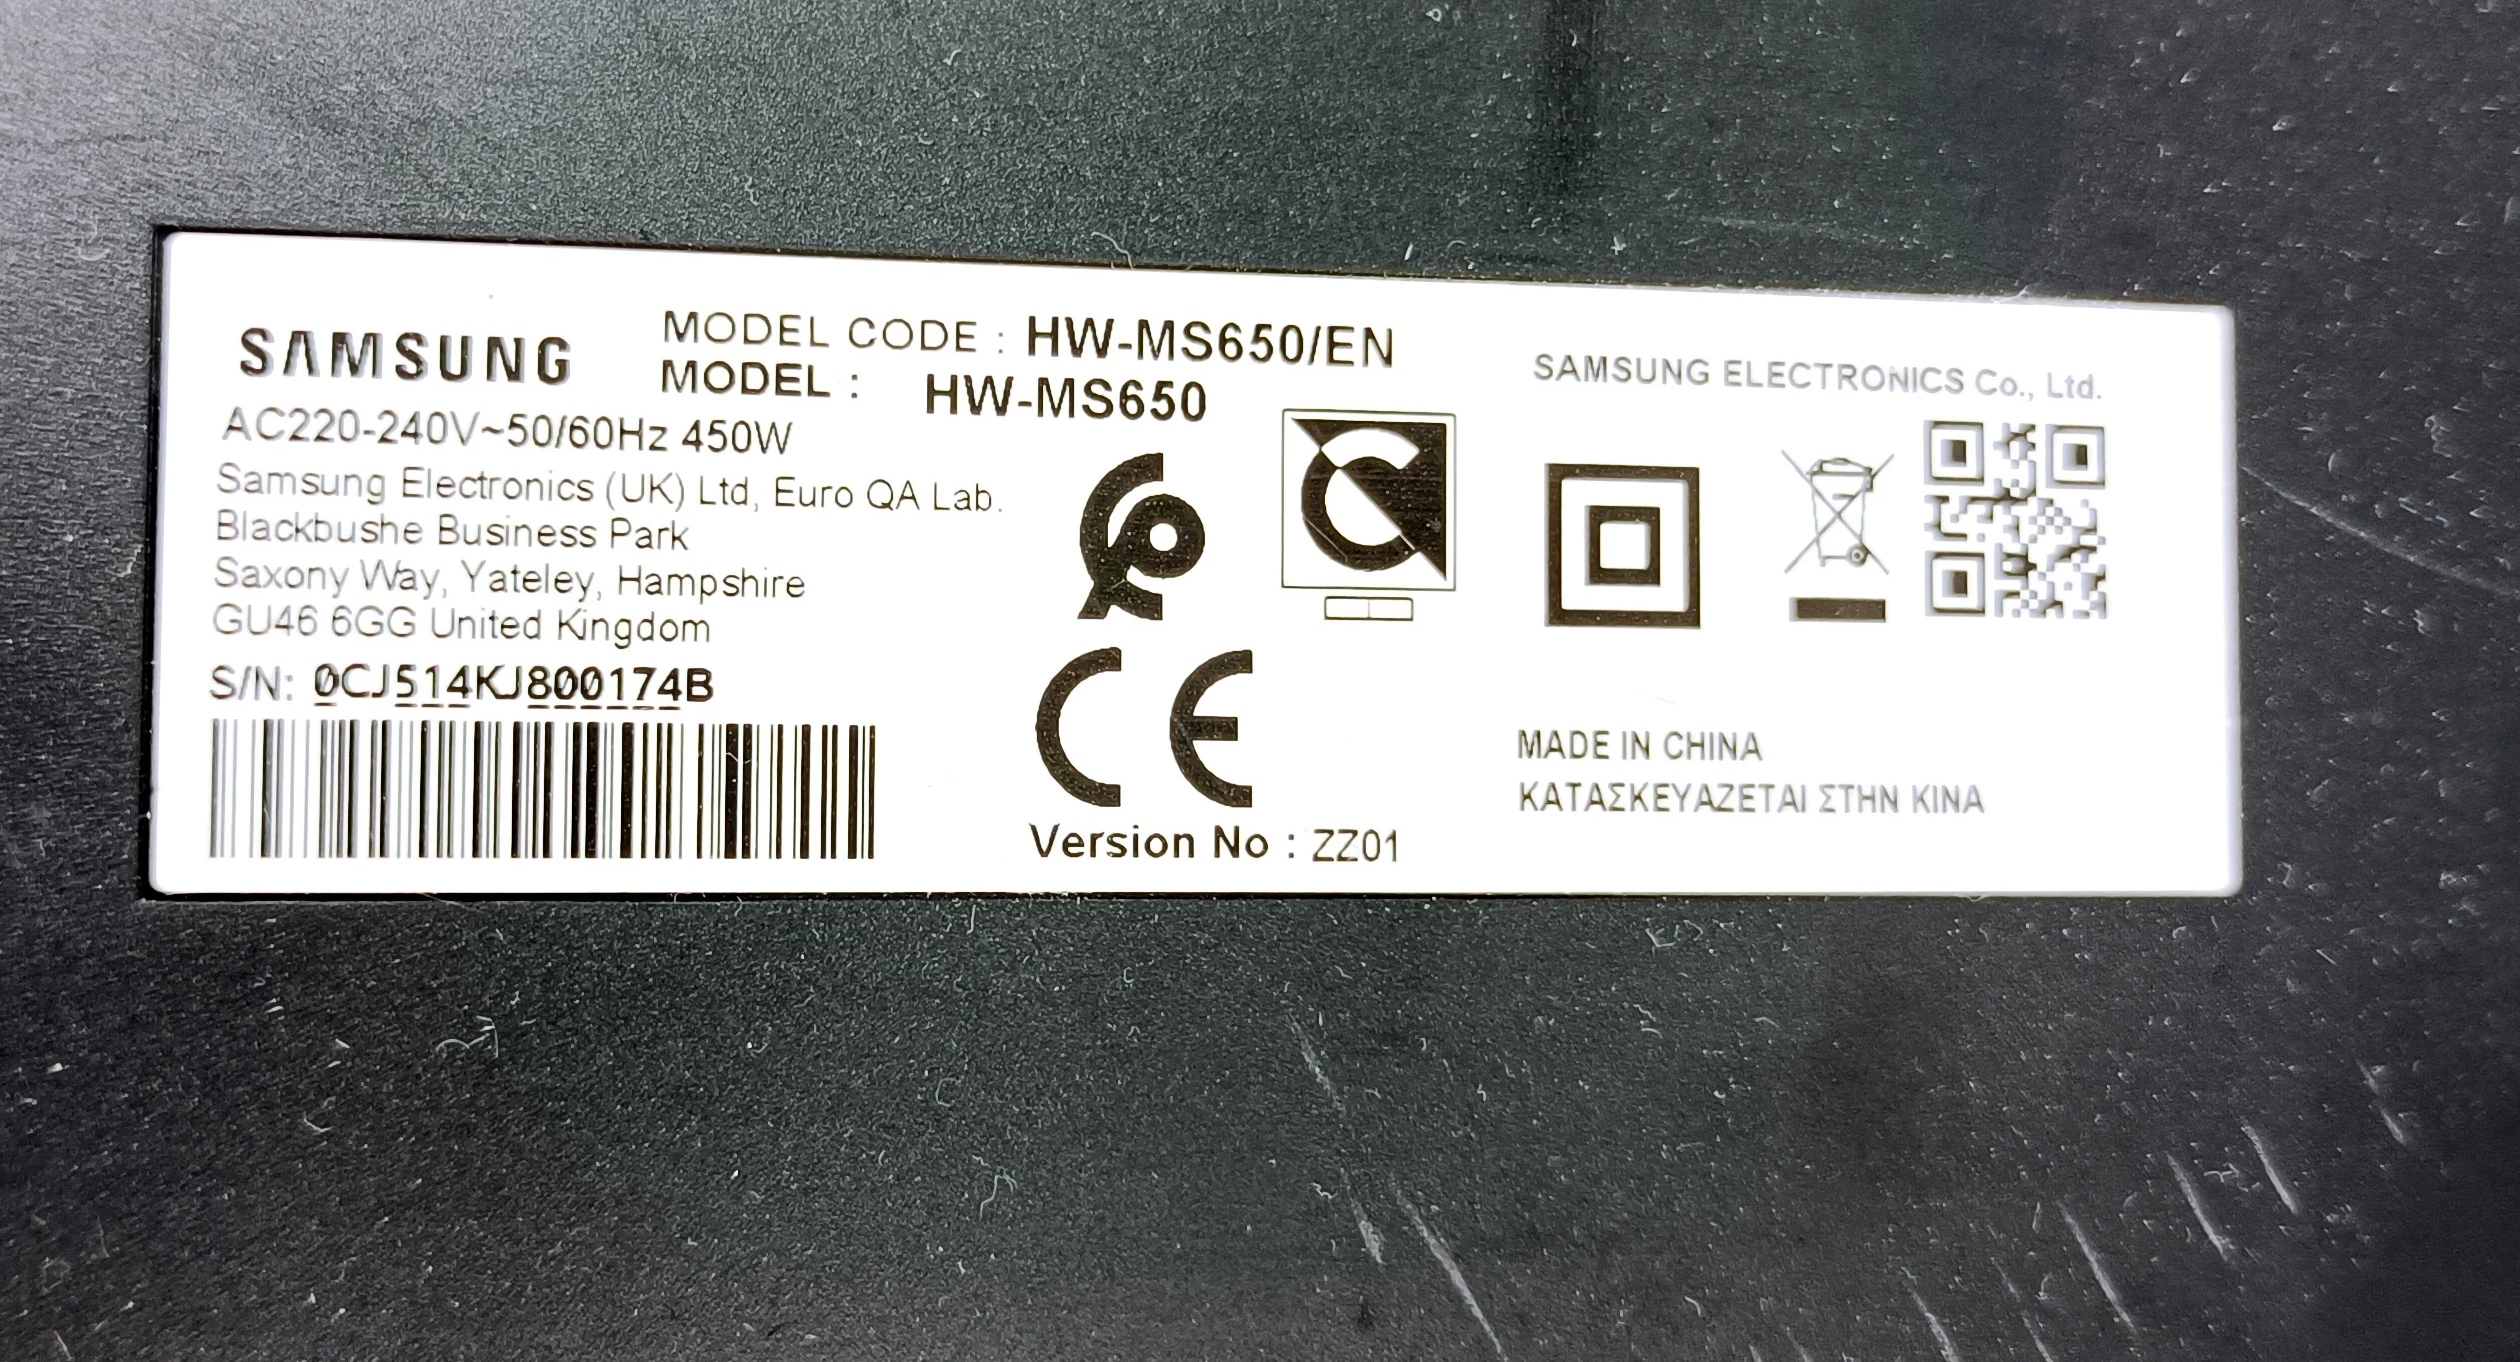 SAMSUNG
MODEL CODE : HW-MS650/EN
MODEL : HW-MS650
AC220-240V~50/60Hz 450W
Samsung Electronics (UK) Ltd, Euro QA Lab.
Blackbushe Business Park
Saxony Way, Yateley, Hampshire
GU46 6GG United Kingdom
S/N: 0CJ514KJ800174B
CE
Version No : ZZ01
SAMSUNG ELECTRONICS Co., Ltd.
MADE IN CHINA
ΚΑΤΑΣΚΕΥΑΖΕΤΑΙ ΣΤΗΝ ΚΙΝΑ